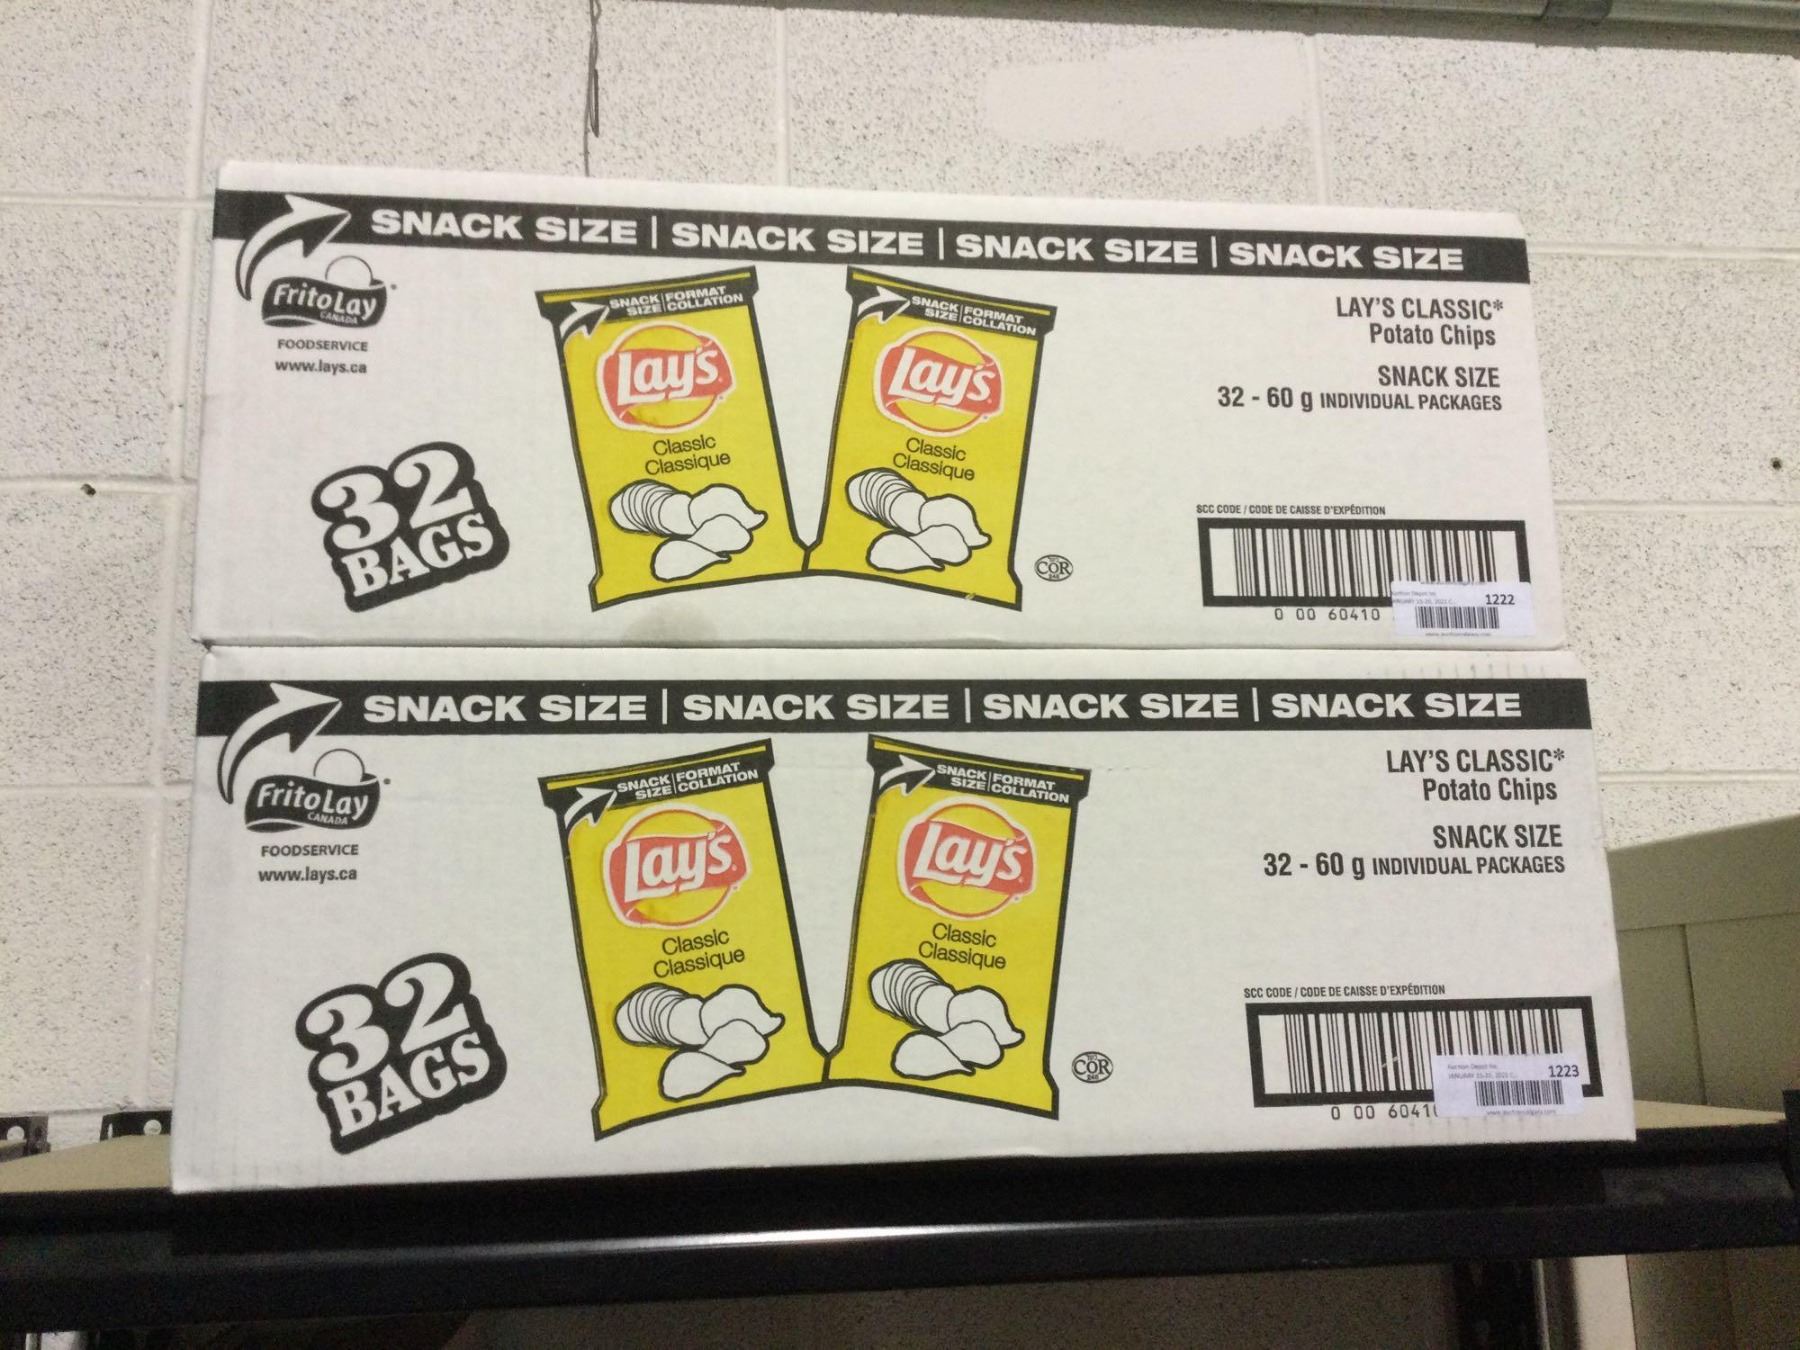 SNACK SIZE | SNACK SIZE | SNACK SIZE | SNACK SIZE
FritoLay
CANADA
FOODSERVICE
www.lays.ca
32
BAGS
SNACK SIZE | FORMAT COLLATION
Lay's
Classic
Classique
SNACK SIZE | FORMAT COLLATION
Lay's
Classic
Classique
COR
LAY'S CLASSIC*
Potato Chips
SNACK SIZE
32 - 60 g INDIVIDUAL PACKAGES
SCC CODE / CODE DE CAISSE D'EXPÉDITION
0 00 60410
1222
SNACK SIZE | SNACK SIZE | SNACK SIZE | SNACK SIZE
FritoLay
CANADA
FOODSERVICE
www.lays.ca
32
BAGS
SNACK SIZE | FORMAT COLLATION
Lay's
Classic
Classique
SNACK SIZE | FORMAT COLLATION
Lay's
Classic
Classique
COR
LAY'S CLASSIC*
Potato Chips
SNACK SIZE
32 - 60 g INDIVIDUAL PACKAGES
SCC CODE / CODE DE CAISSE D'EXPÉDITION
0 00 60410
1223